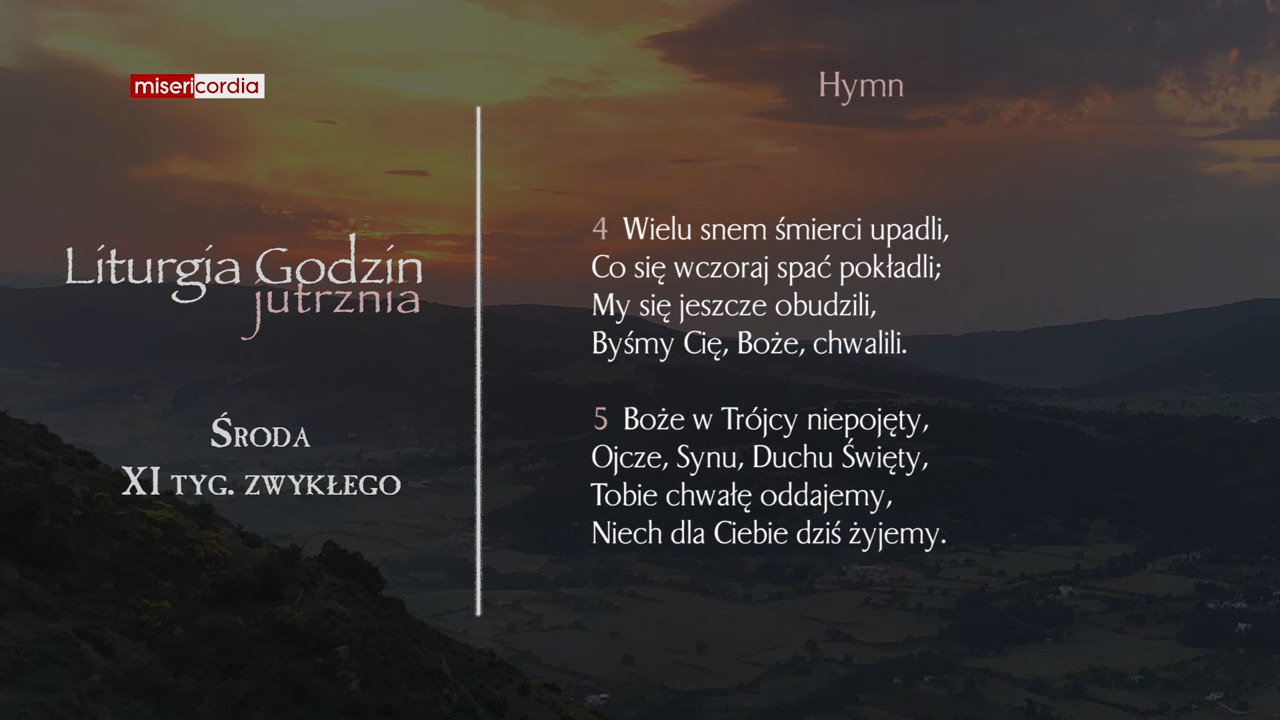 misericordia
Liturgia Godzin
jutrznia
Środa
XI tyg. zwykłego
Hymn
4 Wielu snem śmierci upadli,
Co się wczoraj spać pokładli;
My się jeszcze obudzili,
Byśmy Cię, Boże, chwalili.
5 Boże w Trójcy niepojęty,
Ojcze, Synu, Duchu Święty,
Tobie chwałę oddajemy,
Niech dla Ciebie dziś żyjemy.